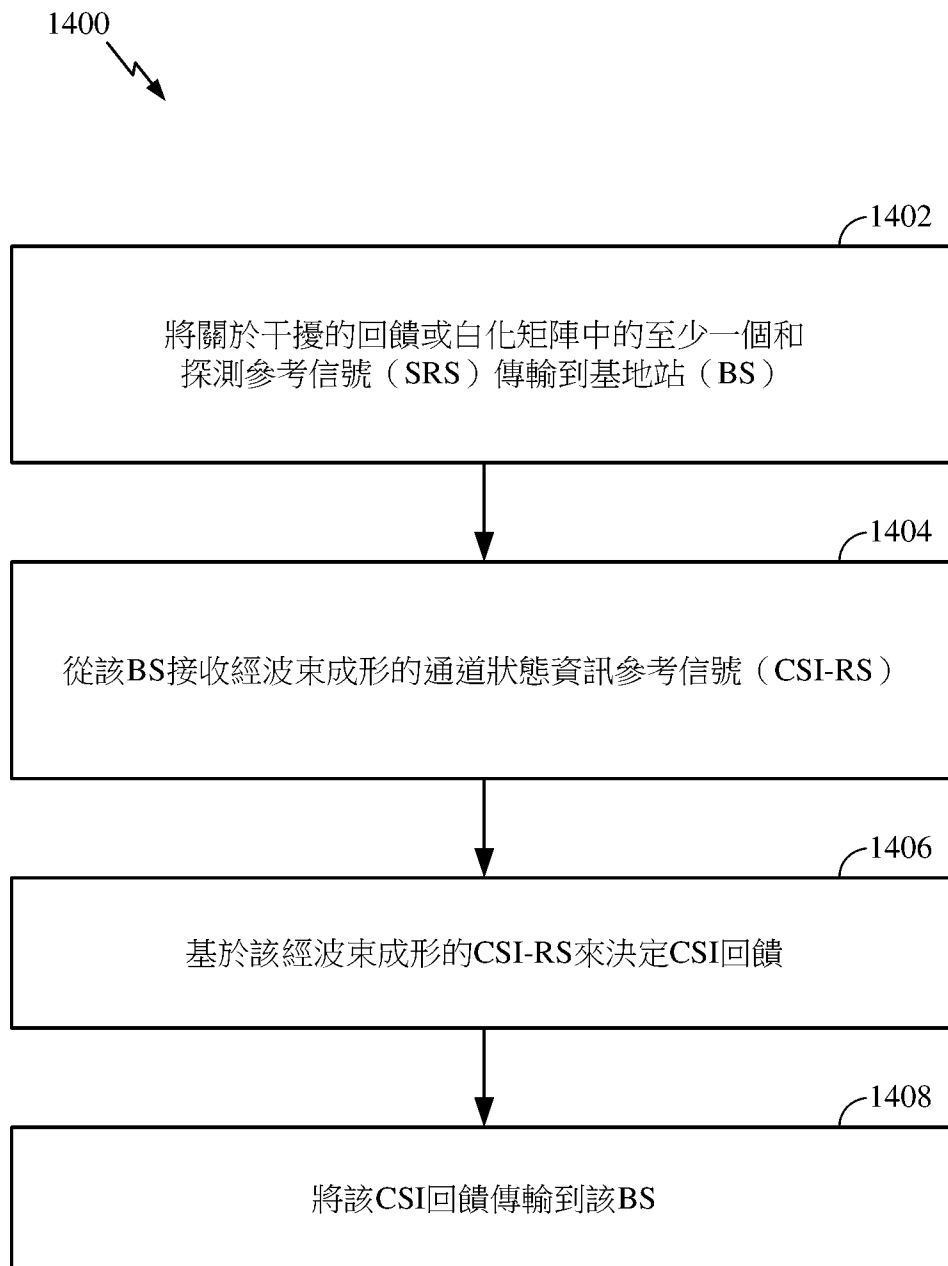 1400
1402
將關於干擾的回饋或白化矩陣中的至少一個和
探測參考信號（SRS）傳輸到基地站（BS）
1404
從該BS接收經波束成形的通道狀態資訊參考信號（CSI-RS）
1406
基於該經波束成形的CSI-RS來決定CSI回饋
1408
將該CSI回饋傳輸到該BS